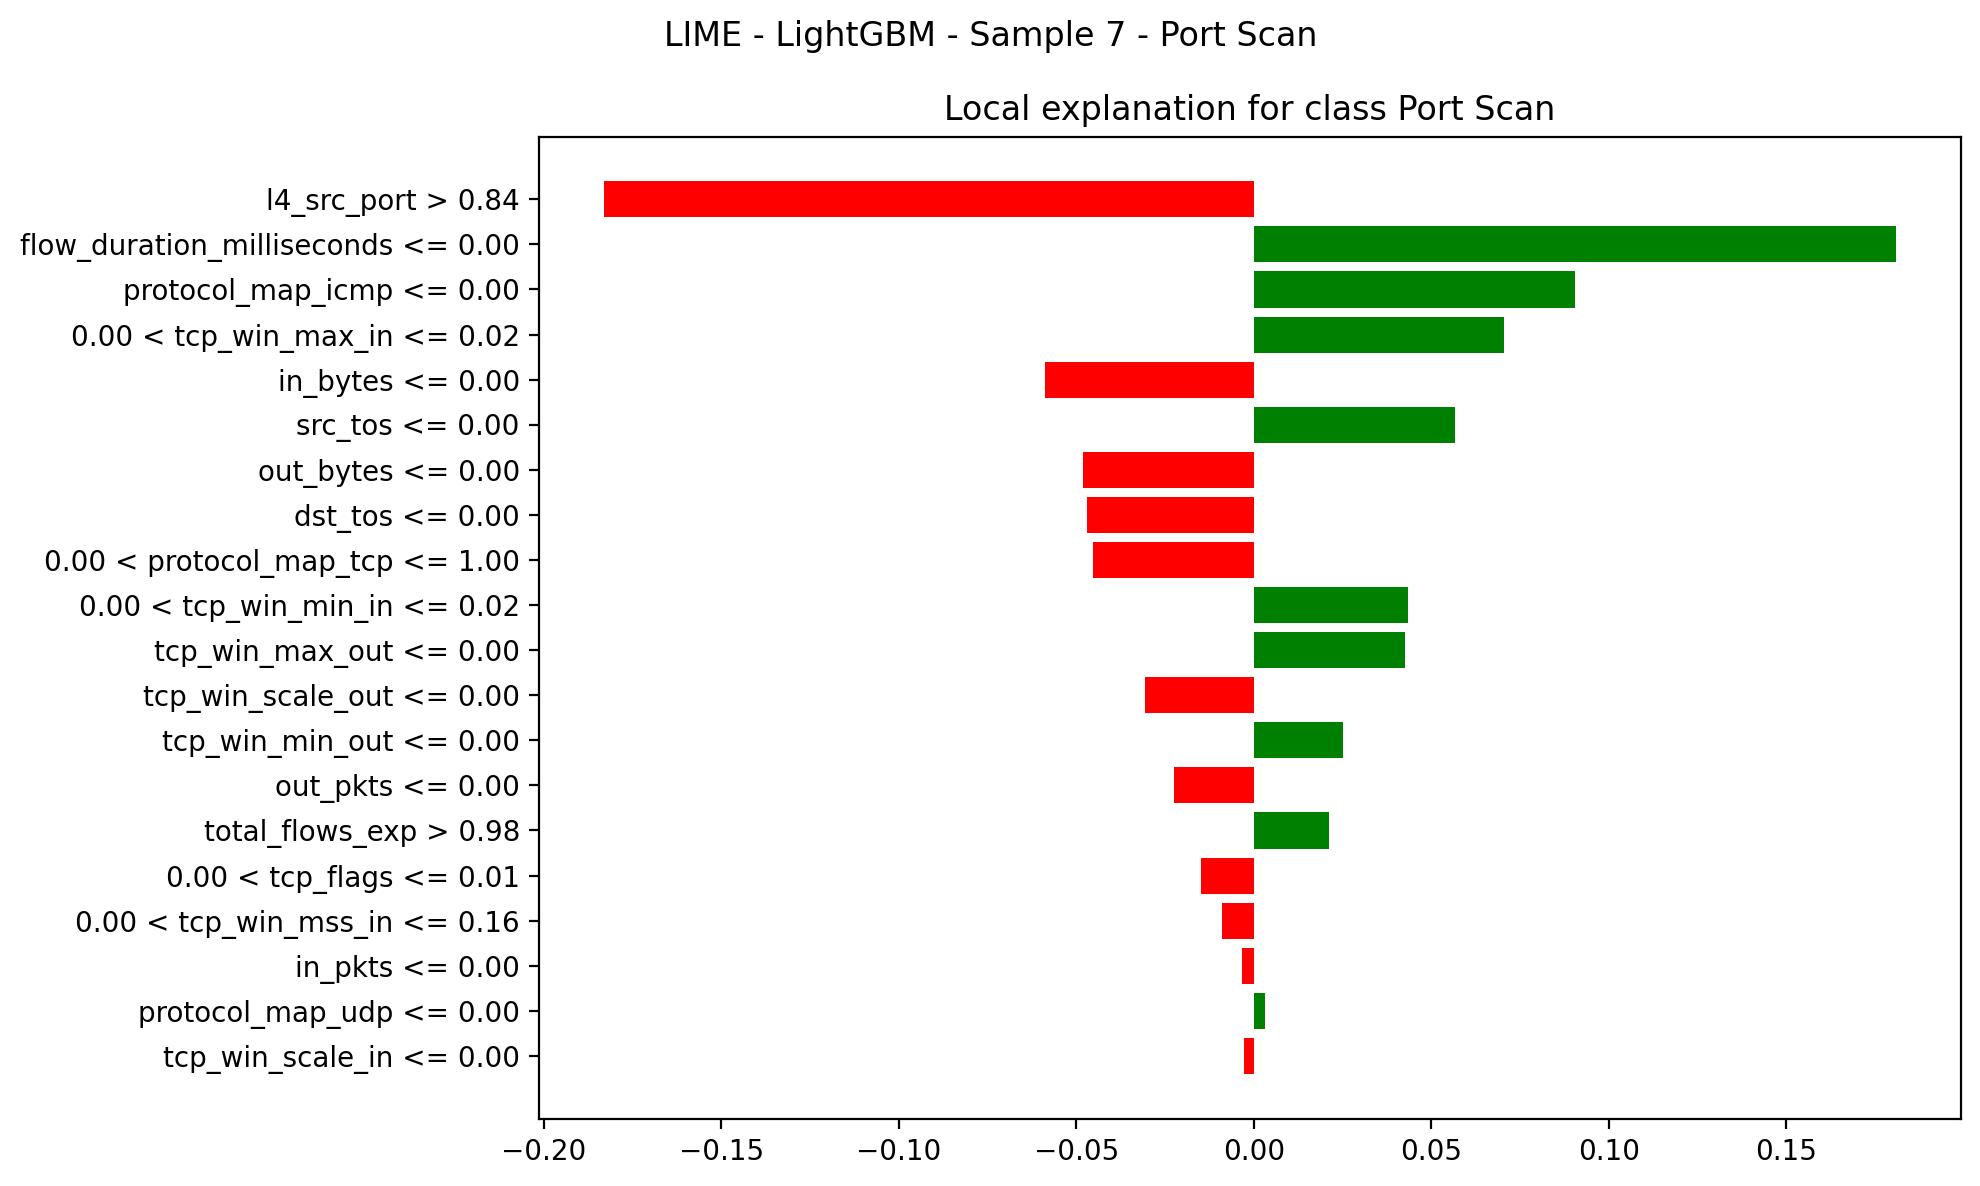 LIME - LightGBM - Sample 7 - Port Scan
Local explanation for class Port Scan
l4_src_port > 0.84
flow_duration_milliseconds <= 0.00
protocol_map_icmp <= 0.00
0.00 < tcp_win_max_in <= 0.02
in_bytes <= 0.00
src_tos <= 0.00
out_bytes <= 0.00
dst_tos <= 0.00
0.00 < protocol_map_tcp <= 1.00
0.00 < tcp_win_min_in <= 0.02
tcp_win_max_out <= 0.00
tcp_win_scale_out <= 0.00
tcp_win_min_out <= 0.00
out_pkts <= 0.00
total_flows_exp > 0.98
0.00 < tcp_flags <= 0.01
0.00 < tcp_win_mss_in <= 0.16
in_pkts <= 0.00
protocol_map_udp <= 0.00
tcp_win_scale_in <= 0.00
−0.20 −0.15 −0.10 −0.05 0.00 0.05 0.10 0.15